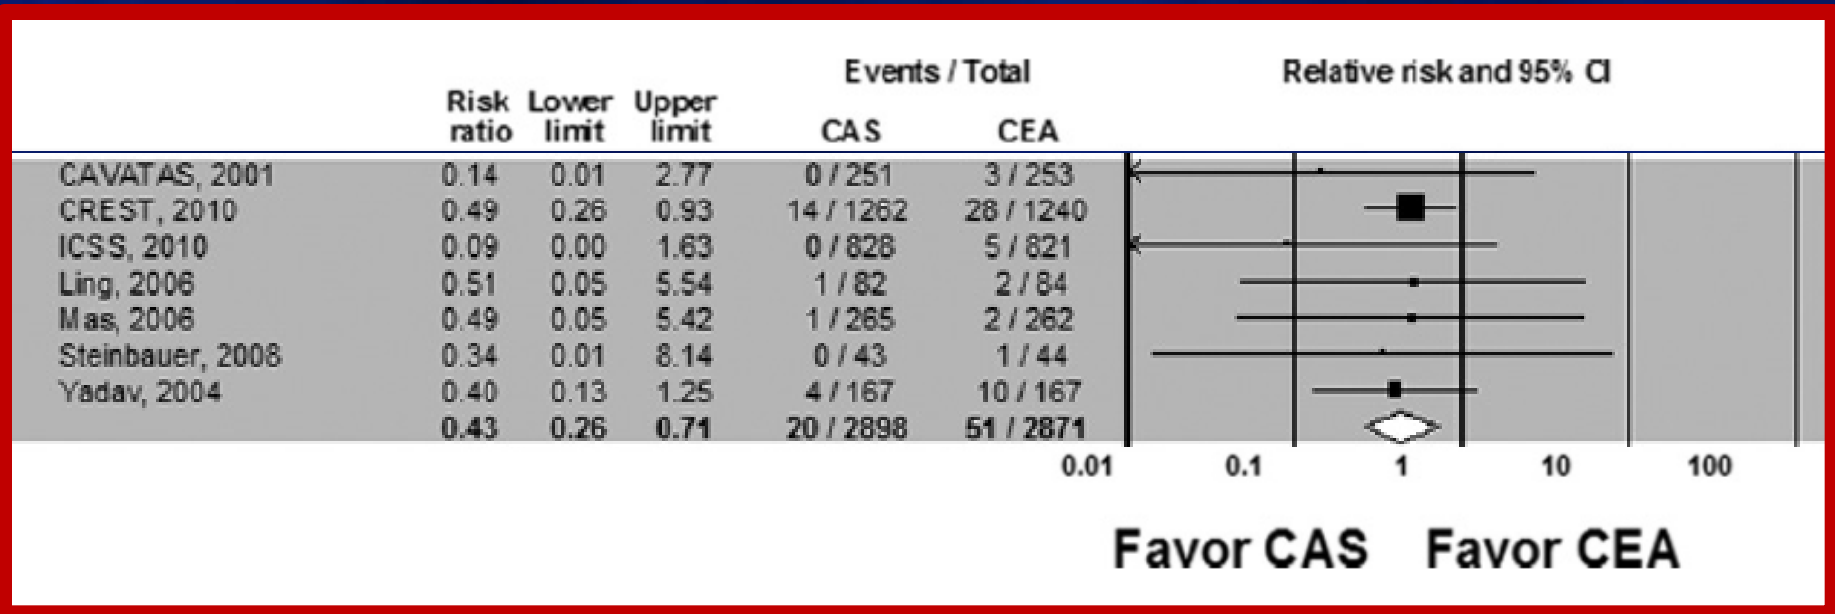 Events / Total Relative risk and 95% CI
Risk Lower Upper
ratio limit limit CAS CEA
CAVATAS, 2001 0.14 0.01 2.77 0 / 251 3 / 253
CREST, 2010 0.49 0.26 0.93 14 / 1262 28 / 1240
ICSS, 2010 0.09 0.00 1.63 0 / 828 5 / 821
Ling, 2006 0.51 0.05 5.54 1 / 82 2 / 84
Mas, 2006 0.49 0.05 5.42 1 / 265 2 / 262
Steinbauer, 2008 0.34 0.01 8.14 0 / 43 1 / 44
Yadav, 2004 0.40 0.13 1.25 4 / 167 10 / 167
0.43 0.26 0.71 20 / 2898 51 / 2871
0.01 0.1 1 10 100
Favor CAS Favor CEA